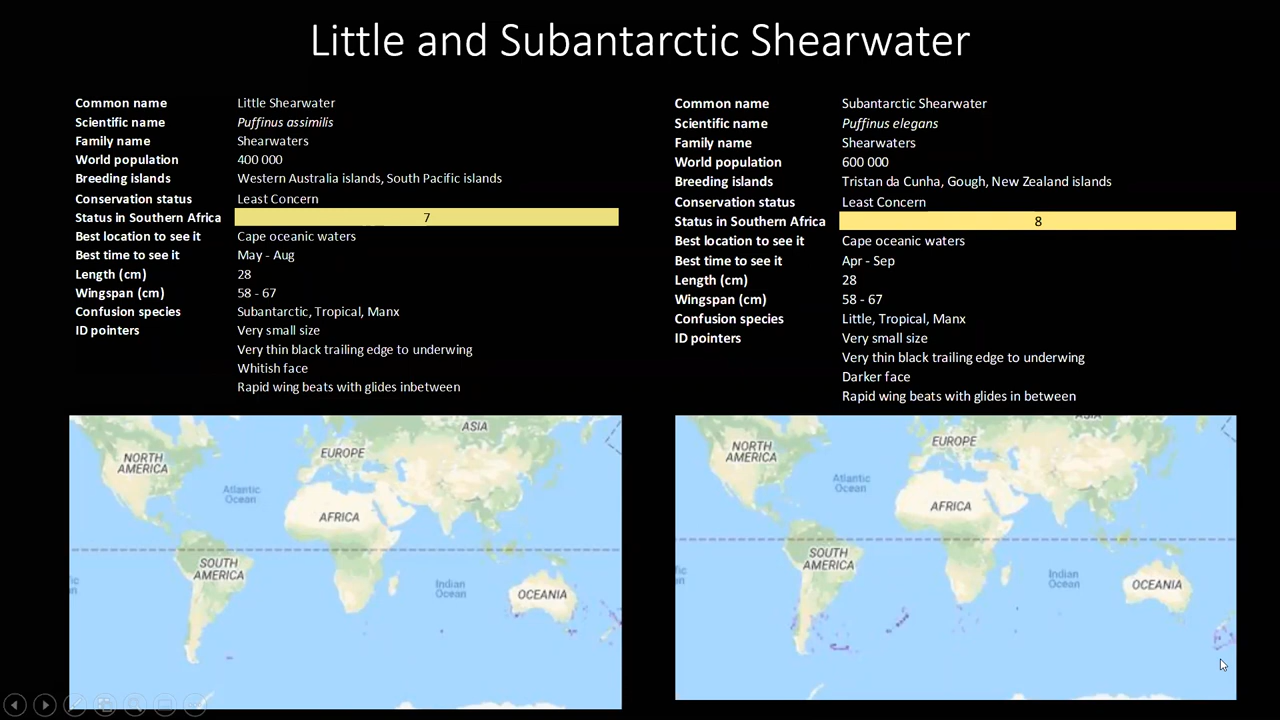 Little and Subantarctic Shearwater
Common name Little Shearwater
Scientific name Puffinus assimilis
Family name Shearwaters
World population 400 000
Breeding islands Western Australia islands, South Pacific islands
Conservation status Least Concern
Status in Southern Africa 7
Best location to see it Cape oceanic waters
Best time to see it May - Aug
Length (cm) 28
Wingspan (cm) 58 - 67
Confusion species Subantarctic, Tropical, Manx
ID pointers Very small size
Very thin black trailing edge to underwing
Whitish face
Rapid wing beats with glides inbetween
Common name Subantarctic Shearwater
Scientific name Puffinus elegans
Family name Shearwaters
World population 600 000
Breeding islands Tristan da Cunha, Gough, New Zealand islands
Conservation status Least Concern
Status in Southern Africa 8
Best location to see it Cape oceanic waters
Best time to see it Apr - Sep
Length (cm) 28
Wingspan (cm) 58 - 67
Confusion species Little, Tropical, Manx
ID pointers Very small size
Very thin black trailing edge to underwing
Darker face
Rapid wing beats with glides in between
ASIA
EUROPE
NORTH
AMERICA
Atlantic
Ocean
AFRICA
SOUTH
AMERICA
Indian
Ocean
OCEANIA
fic
n
ASIA
EUROPE
NORTH
AMERICA
Atlantic
Ocean
AFRICA
SOUTH
AMERICA
Indian
Ocean
OCEANIA
fic
n